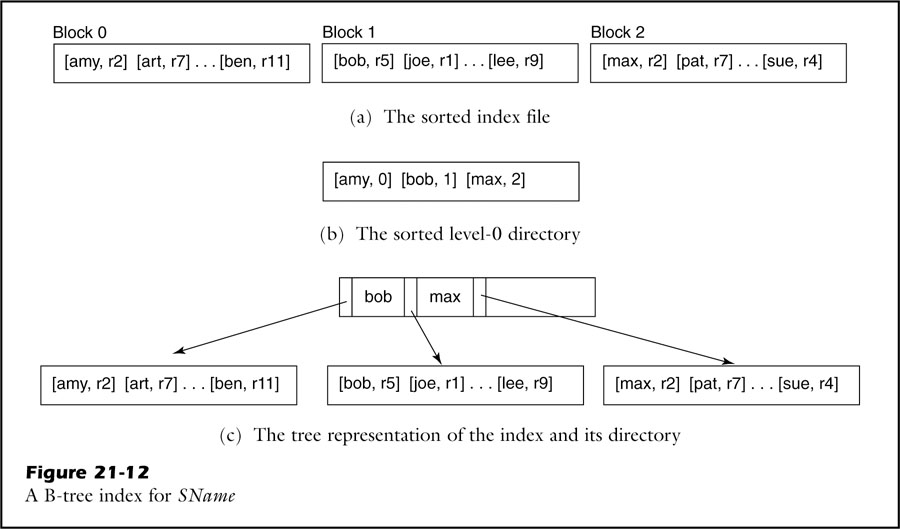 Block 0
Block 1
Block 2
[amy, r2] [art, r7] . . . [ben, r11]
[bob, r5] [joe, r1] . . . [lee, r9]
[max, r2] [pat, r7] . . . [sue, r4]
(a) The sorted index file
[amy, 0] [bob, 1] [max, 2]
(b) The sorted level-0 directory
bob
max
[amy, r2] [art, r7] . . . [ben, r11]
[bob, r5] [joe, r1] . . . [lee, r9]
[max, r2] [pat, r7] . . . [sue, r4]
(c) The tree representation of the index and its directory
Figure 21-12
A B-tree index for SName